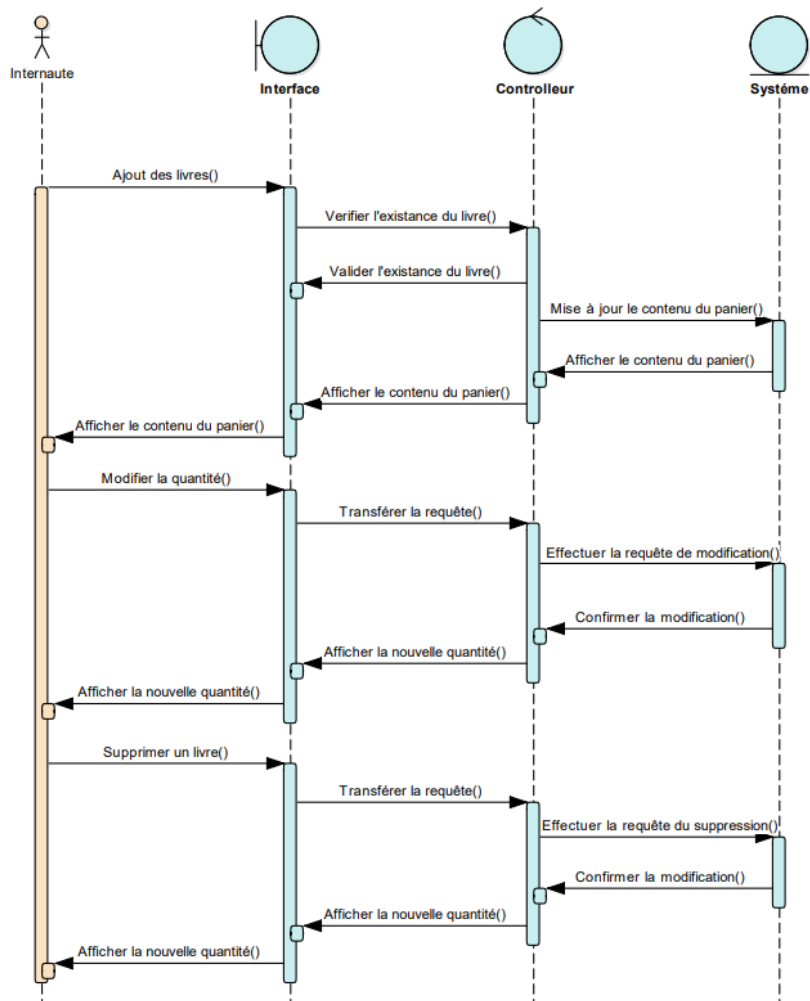 Internaute
Interface
Controlleur
Systéme
Ajout des livres()
Verifier l'existance du livre()
Valider l'existance du livre()
Mise à jour le contenu du panier()
Afficher le contenu du panier()
Afficher le contenu du panier()
Afficher le contenu du panier()
Modifier la quantité()
Transférer la requête()
Effectuer la requête de modification()
Confirmer la modification()
Afficher la nouvelle quantité()
Afficher la nouvelle quantité()
Supprimer un livre()
Transférer la requête()
Effectuer la requête du suppression()
Confirmer la modification()
Afficher la nouvelle quantité()
Afficher la nouvelle quantité()